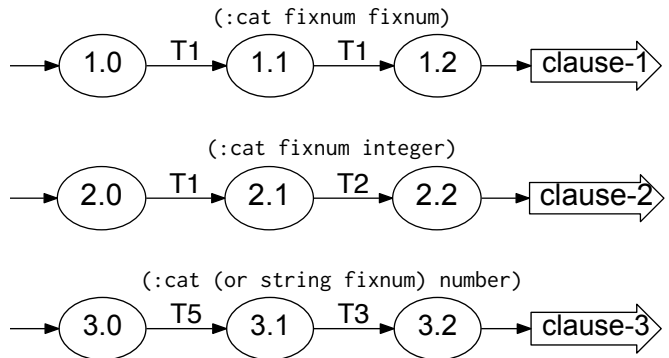 (:cat fixnum fixnum)
1.0 T1 1.1 T1 1.2 clause-1
(:cat fixnum integer)
2.0 T1 2.1 T2 2.2 clause-2
(:cat (or string fixnum) number)
3.0 T5 3.1 T3 3.2 clause-3